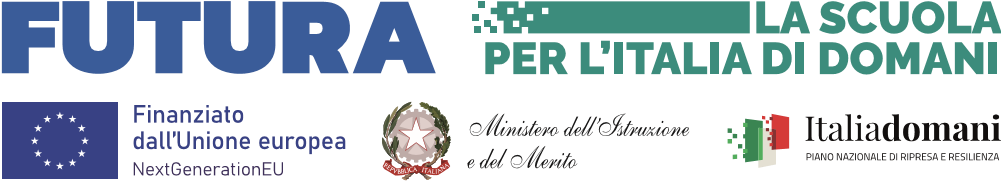 FUTURA
LA SCUOLA
PER L'ITALIA DI DOMANI
Finanziato
dall'Unione europea
NextGenerationEU
REPVBBLICA ITALIANA
Ministero dell'Istruzione
e del Merito
Italiadomani
PIANO NAZIONALE DI RIPRESA E RESILIENZA